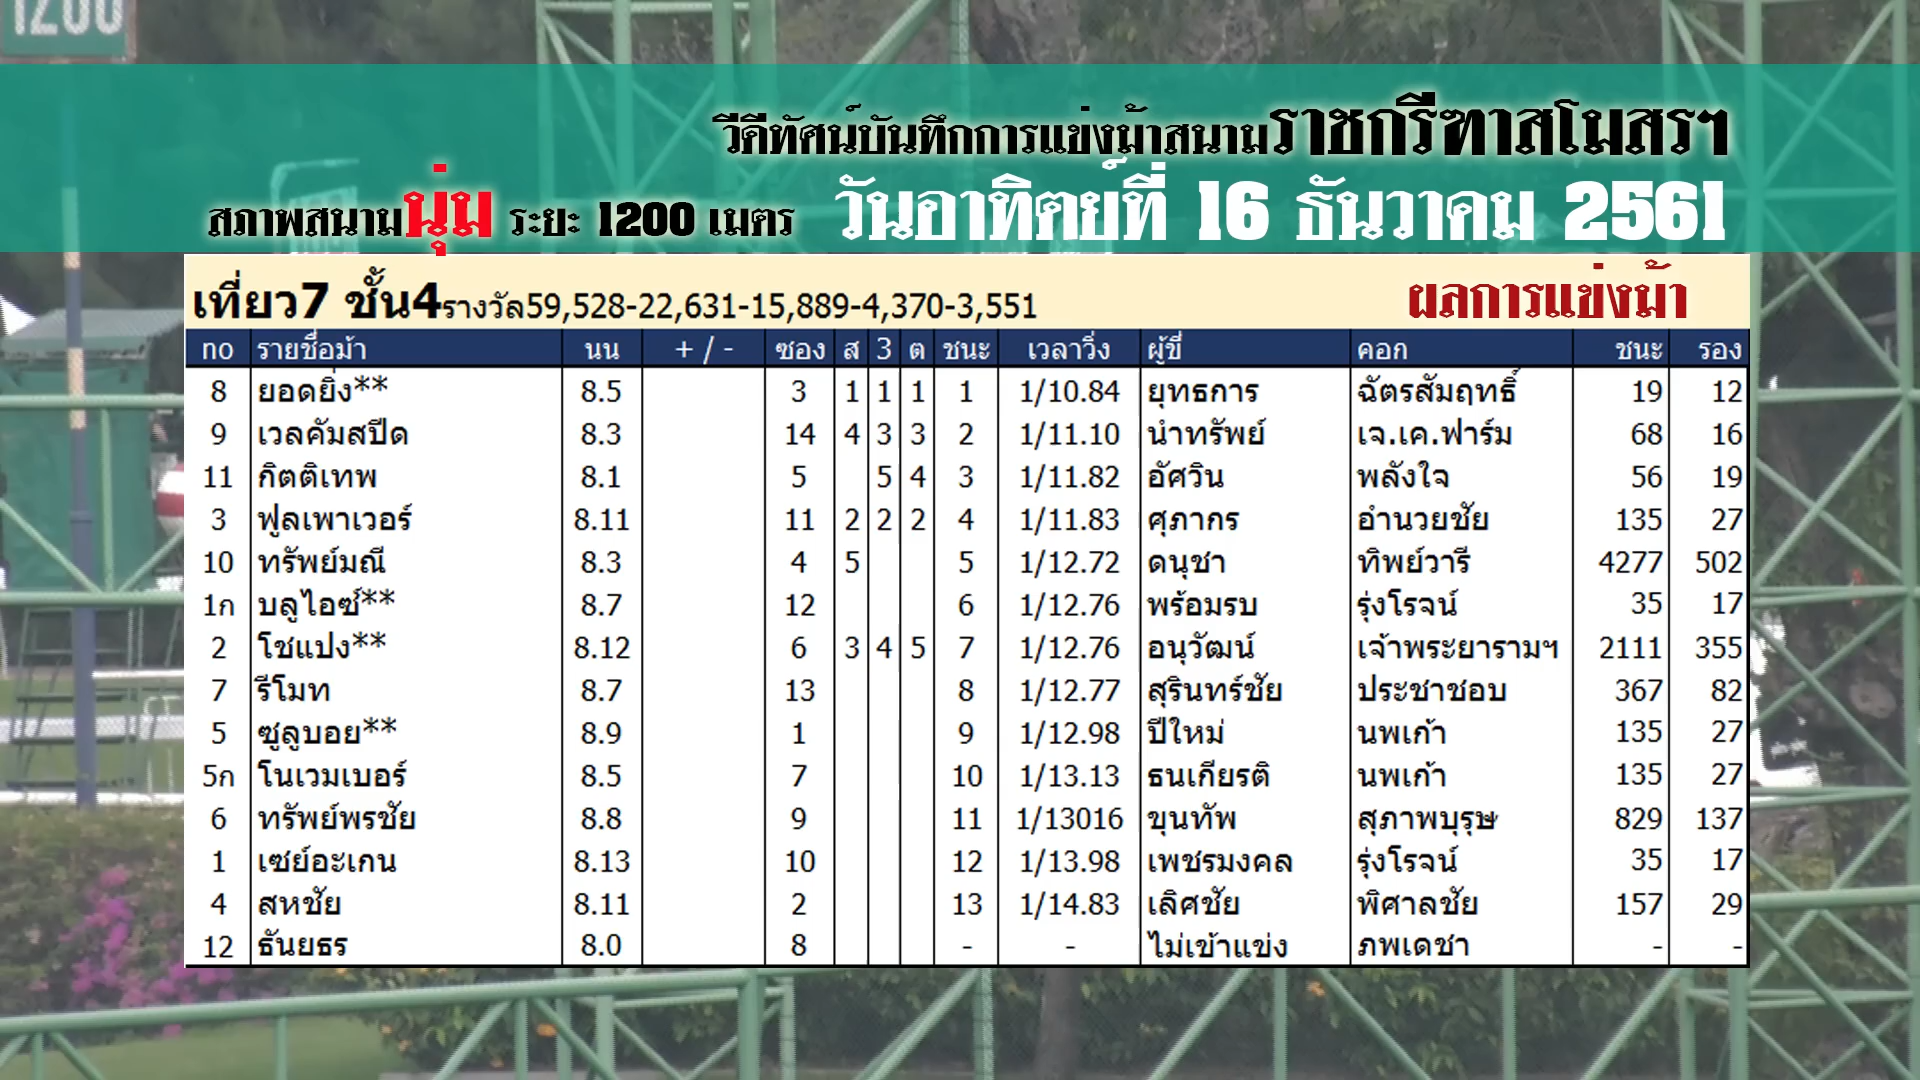 1200
วีดีทัศน์บันทึกการแข่งม้าสนามราชกรีฑาสโมสรฯ
สภาพสนามนุ่ม ระยะ 1200 เมตร วันอาทิตย์ที่ 16 ธันวาคม 2561
เที่ยว7 ชั้น4รางวัล59,528-22,631-15,889-4,370-3,551 ผลการแข่งม้า
no รายชื่อม้า นน + / - ซอง ส 3 ต ชนะ เวลาวิ่ง ผู้ขี่ คอก ชนะ รอง
8 ยอดยิ่ง** 8.5 3 1 1 1 1 1/10.84 ยุทธการ ฉัตรสัมฤทธิ์ 19 12
9 เวลคัมสปีด 8.3 14 4 3 3 2 1/11.10 นำทรัพย์ เจ.เค.ฟาร์ม 68 16
11 กิตติเทพ 8.1 5 5 4 3 1/11.82 อัศวิน พลังใจ 56 19
3 ฟูลเพาเวอร์ 8.11 11 2 2 2 4 1/11.83 ศุภากร อำนวยชัย 135 27
10 ทรัพย์มณี 8.3 4 5 5 1/12.72 ดนุชา ทิพย์วารี 4277 502
1ก บลูไอซ์** 8.7 12 6 1/12.76 พร้อมรบ รุ่งโรจน์ 35 17
2 โชแปง** 8.12 6 3 4 5 7 1/12.76 อนุวัฒน์ เจ้าพระยารามฯ 2111 355
7 รีโมท 8.7 13 8 1/12.77 สุรินทร์ชัย ประชาชอบ 367 82
5 ซูลูบอย** 8.9 1 9 1/12.98 ปีใหม่ นพเก้า 135 27
5ก โนเวมเบอร์ 8.5 7 10 1/13.13 ธนเกียรติ นพเก้า 135 27
6 ทรัพย์พรชัย 8.8 9 11 1/13016 ขุนทัพ สุภาพบุรุษ 829 137
1 เซย์อะเกน 8.13 10 12 1/13.98 เพชรมงคล รุ่งโรจน์ 35 17
4 สหชัย 8.11 2 13 1/14.83 เลิศชัย พิศาลชัย 157 29
12 ธันยธร 8.0 8 - - ไม่เข้าแข่ง ภพเดชา - -